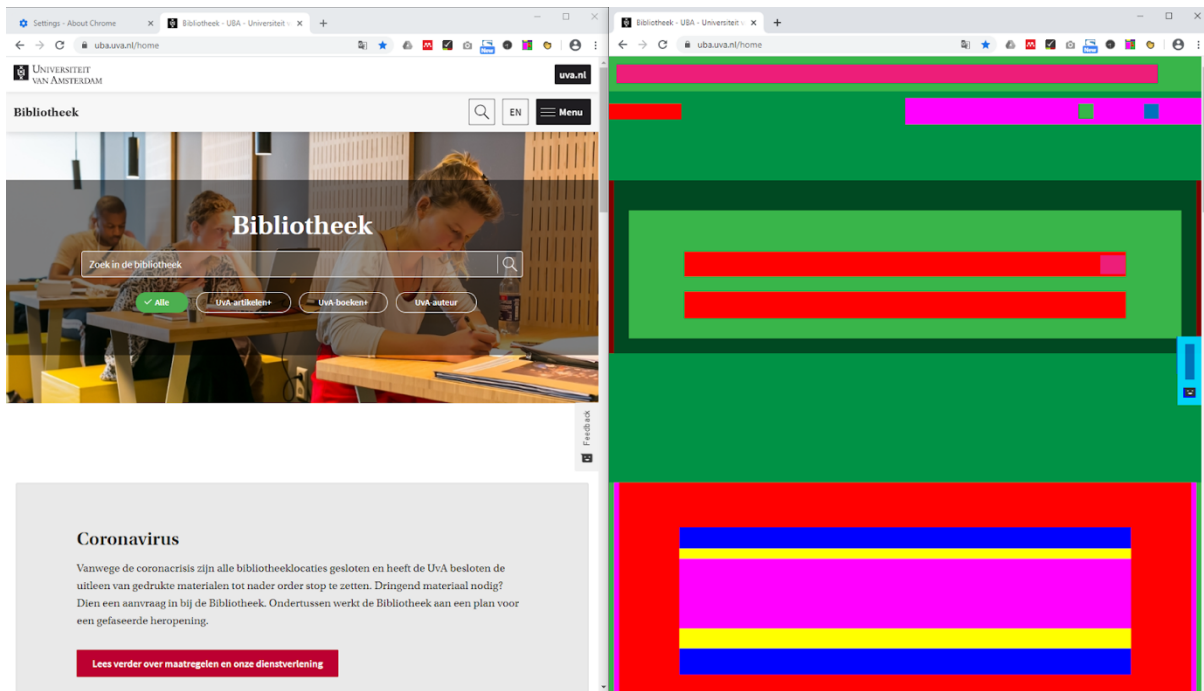 Settings - About Chrome
Bibliotheek - UBA - Universiteit v
uba.uva.nl/home
New
UNIVERSITEIT
VAN AMSTERDAM
uva.nl
Bibliotheek
EN
Menu
Bibliotheek
Zoek in de bibliotheek
Alle
UvA-artikelen+
UvA-boeken+
UvA-auteur
Feedback
Coronavirus
Vanwege de coronacrisis zijn alle bibliotheeklocaties gesloten en heeft de UvA besloten de
uitleen van gedrukte materialen tot nader order stop te zetten. Dringend materiaal nodig?
Dien een aanvraag in bij de Bibliotheek. Ondertussen werkt de Bibliotheek aan een plan voor
een gefaseerde heropening.
Lees verder over maatregelen en onze dienstverlening
Bibliotheek - UBA - Universiteit v
uba.uva.nl/home
New